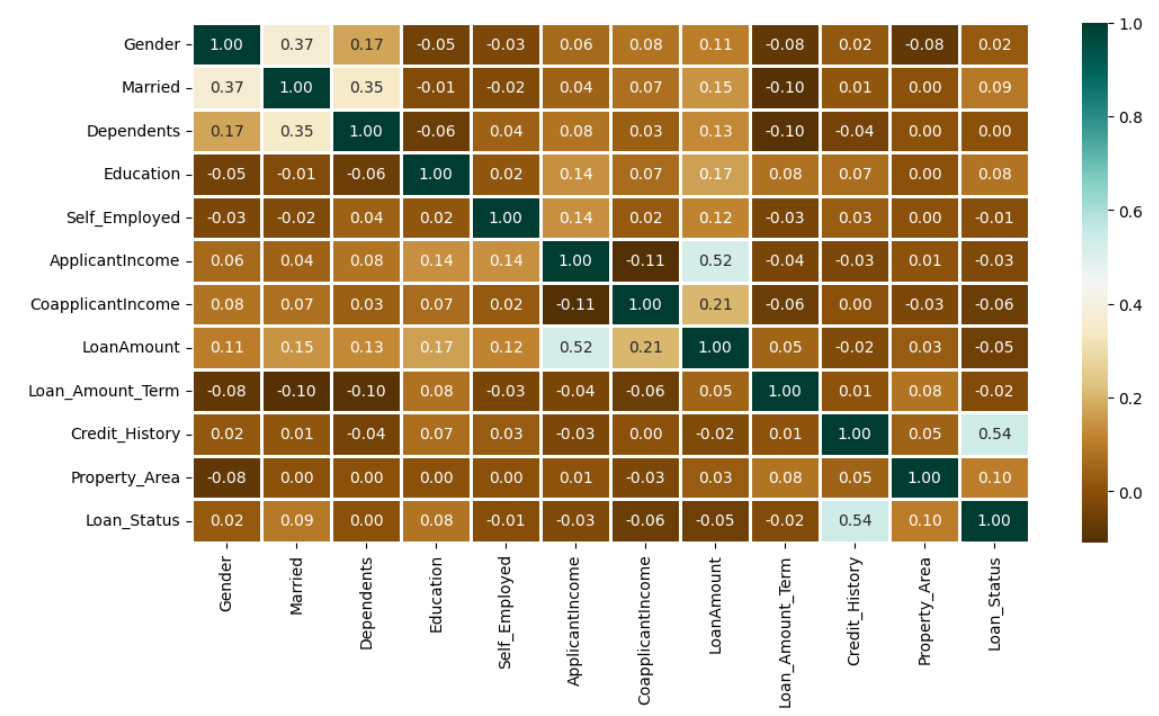 Gender 1.00 0.37 0.17 -0.05 -0.03 0.06 0.08 0.11 -0.08 0.02 -0.08 0.02
Married 0.37 1.00 0.35 -0.01 -0.02 0.04 0.07 0.15 -0.10 0.01 0.00 0.09
Dependents 0.17 0.35 1.00 -0.06 0.04 0.08 0.03 0.13 -0.10 -0.04 0.00 0.00
Education -0.05 -0.01 -0.06 1.00 0.02 0.14 0.07 0.17 0.08 0.07 0.00 0.08
Self_Employed -0.03 -0.02 0.04 0.02 1.00 0.14 0.02 0.12 -0.03 0.03 0.00 -0.01
ApplicantIncome 0.06 0.04 0.08 0.14 0.14 1.00 -0.11 0.52 -0.04 -0.03 0.01 -0.03
CoapplicantIncome 0.08 0.07 0.03 0.07 0.02 -0.11 1.00 0.21 -0.06 0.00 -0.03 -0.06
LoanAmount 0.11 0.15 0.13 0.17 0.12 0.52 0.21 1.00 0.05 -0.02 0.03 -0.05
Loan_Amount_Term -0.08 -0.10 -0.10 0.08 -0.03 -0.04 -0.06 0.05 1.00 0.01 0.08 -0.02
Credit_History 0.02 0.01 -0.04 0.07 0.03 -0.03 0.00 -0.02 0.01 1.00 0.05 0.54
Property_Area -0.08 0.00 0.00 0.00 0.00 0.01 -0.03 0.03 0.08 0.05 1.00 0.10
Loan_Status 0.02 0.09 0.00 0.08 -0.01 -0.03 -0.06 -0.05 -0.02 0.54 0.10 1.00
Gender
Married
Dependents
Education
Self_Employed
ApplicantIncome
CoapplicantIncome
LoanAmount
Loan_Amount_Term
Credit_History
Property_Area
Loan_Status
1.0
0.8
0.6
0.4
0.2
0.0